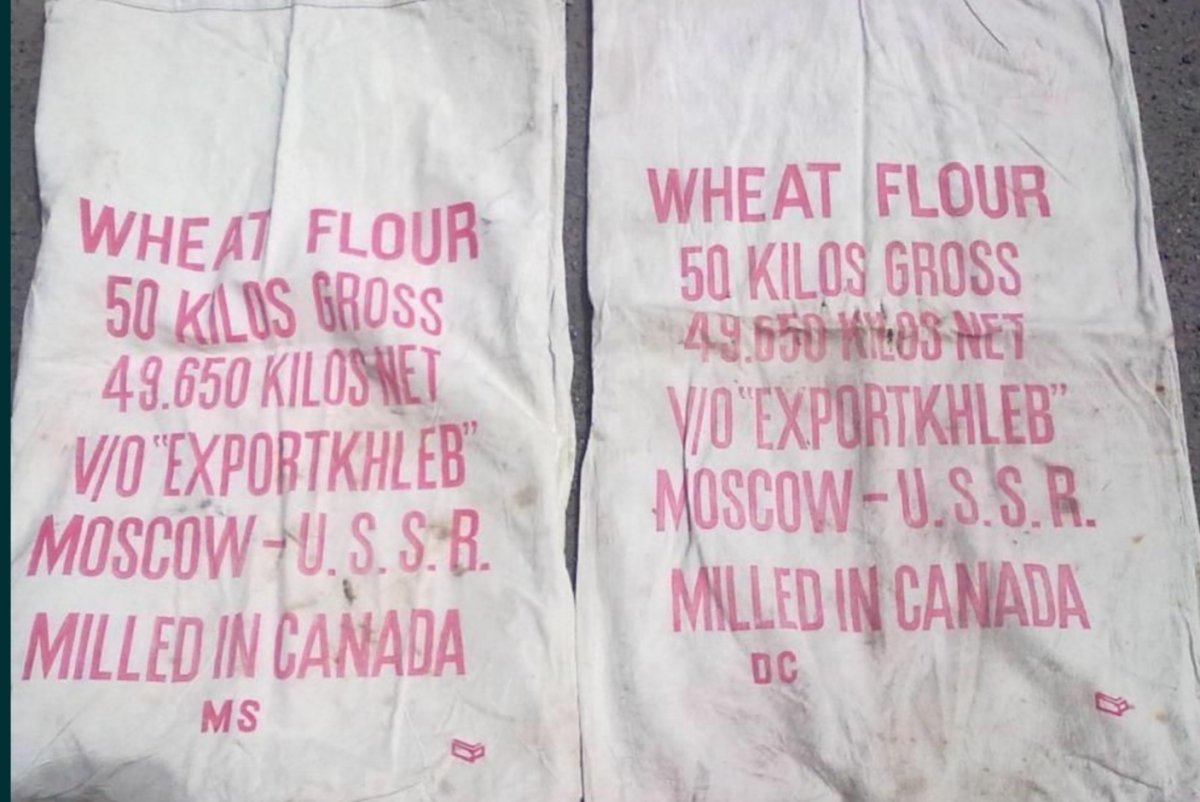 WHEAT FLOUR
50 KILOS GROSS
49.650 KILOS NET
V/O "EXPORTKHLEB"
MOSCOW - U.S.S.R.
MILLED IN CANADA
MS
WHEAT FLOUR
50 KILOS GROSS
49.650 KILOS NET
V/O "EXPORTKHLEB"
MOSCOW - U.S.S.R.
MILLED IN CANADA
DC